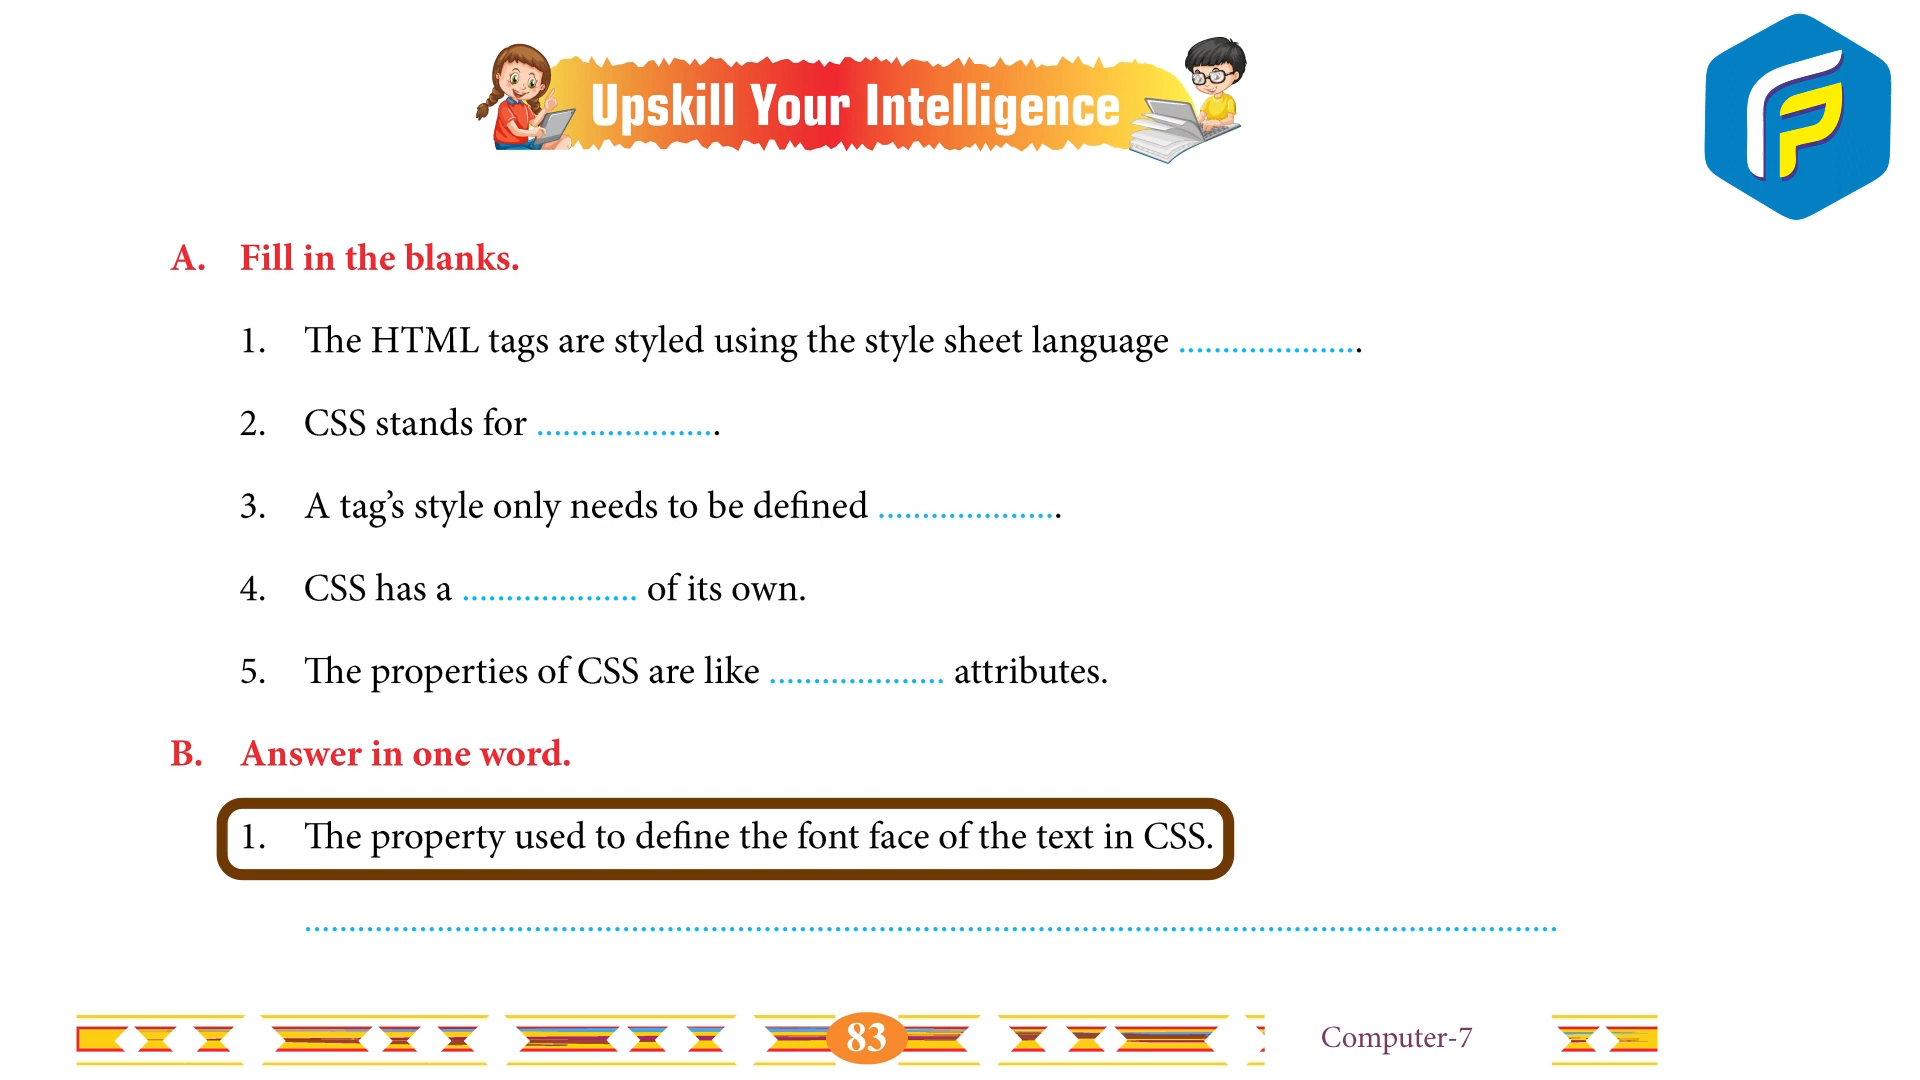 Upskill Your Intelligence
A. Fill in the blanks.
1. The HTML tags are styled using the style sheet language ....................
2. CSS stands for ....................
3. A tag’s style only needs to be defined ....................
4. CSS has a .................... of its own.
5. The properties of CSS are like .................... attributes.
B. Answer in one word.
1. The property used to define the font face of the text in CSS.
................................................................................
83
Computer-7